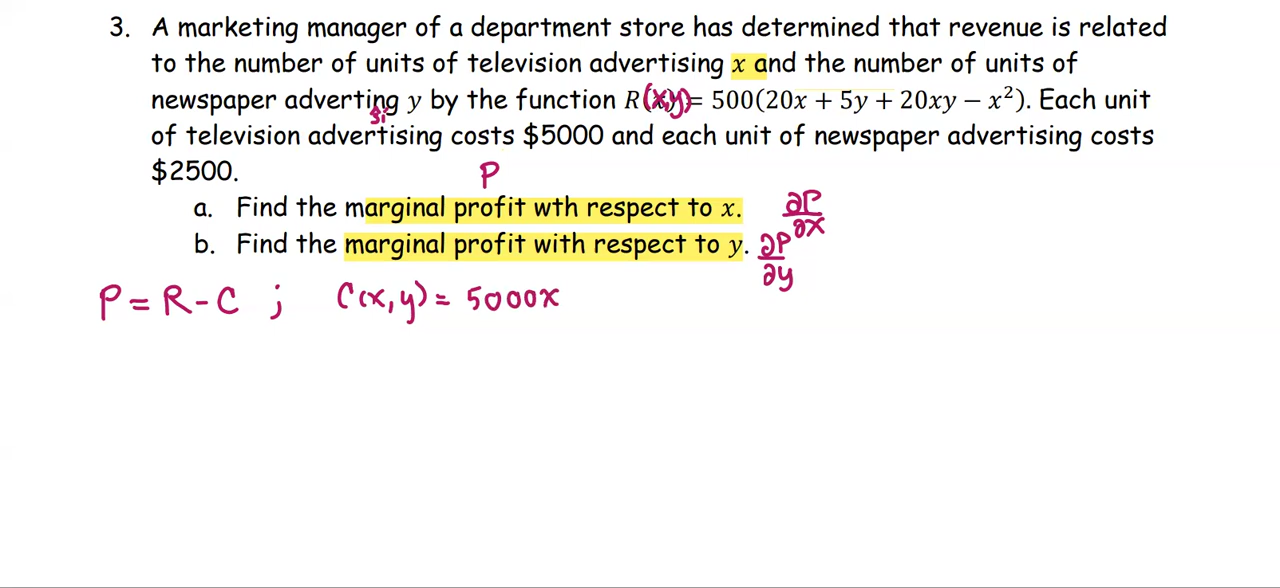 3. A marketing manager of a department store has determined that revenue is related
to the number of units of television advertising x and the number of units of
newspaper adverting y by the function R(x,y)= 500(20x + 5y + 20xy − x²). Each unit
si
of television advertising costs $5000 and each unit of newspaper advertising costs
$2500.
P
a. Find the marginal profit wth respect to x. ∂P/∂x
b. Find the marginal profit with respect to y. ∂P/∂y
P = R - C ; C(x,y) = 5000x